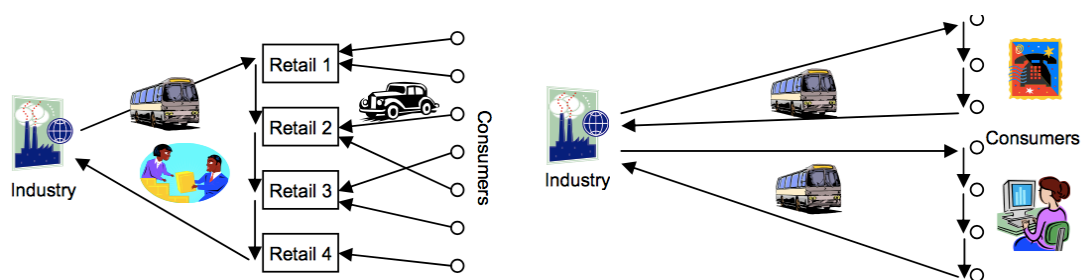 Retail 1
Retail 2
Retail 3
Retail 4
Industry
Consumers
Industry
Consumers